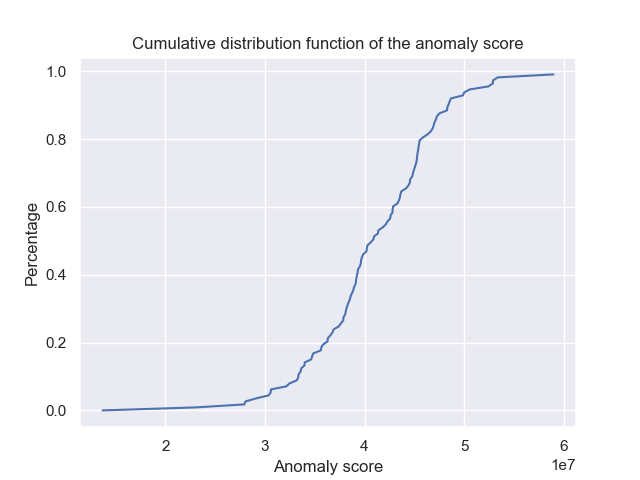 Cumulative distribution function of the anomaly score
1.0
0.8
0.6
0.4
0.2
0.0
Percentage
2 3 4 5 6
1e7
Anomaly score